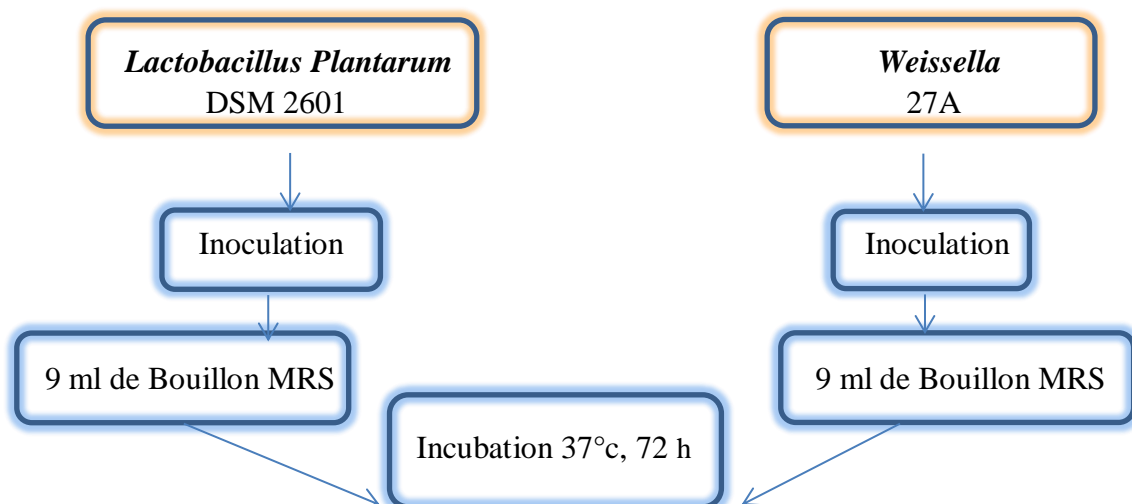 Lactobacillus Plantarum
DSM 2601
Weissella
27A
Inoculation
Inoculation
9 ml de Bouillon MRS
9 ml de Bouillon MRS
Incubation 37°c, 72 h